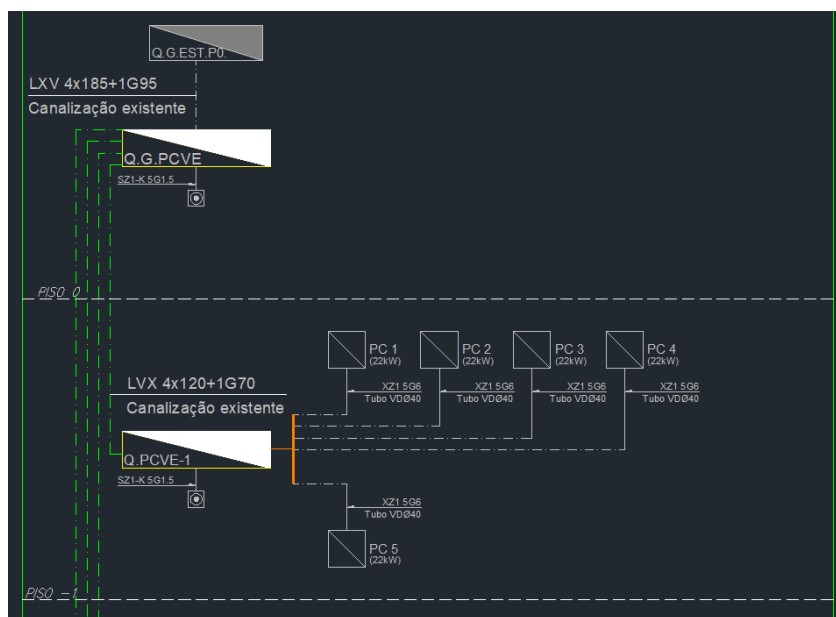 Q.G.EST.P0.
LXV 4x185+1G95
Canalização existente
Q.G.PCVE
SZ1-K 5G1.5
PISO 0
PC 1
(22kW)
PC 2
(22kW)
PC 3
(22kW)
PC 4
(22kW)
XZ1 5G6
Tubo VDØ40
XZ1 5G6
Tubo VDØ40
XZ1 5G6
Tubo VDØ40
XZ1 5G6
Tubo VDØ40
LVX 4x120+1G70
Canalização existente
Q.PCVE-1
SZ1-K 5G1.5
XZ1 5G6
Tubo VDØ40
PC 5
(22kW)
PISO -1